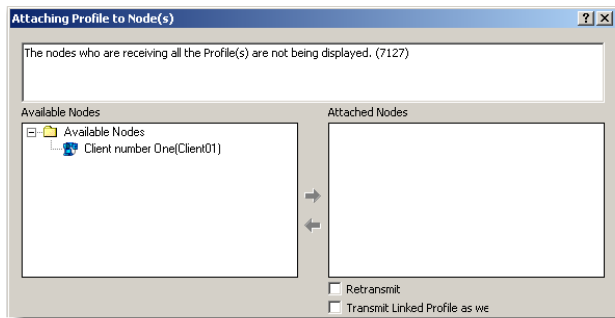 Attaching Profile to Node(s)
The nodes who are receiving all the Profile(s) are not being displayed. (7127)
Available Nodes
Attached Nodes
Available Nodes
Client number One(Client01)
Retransmit
Transmit Linked Profile as we